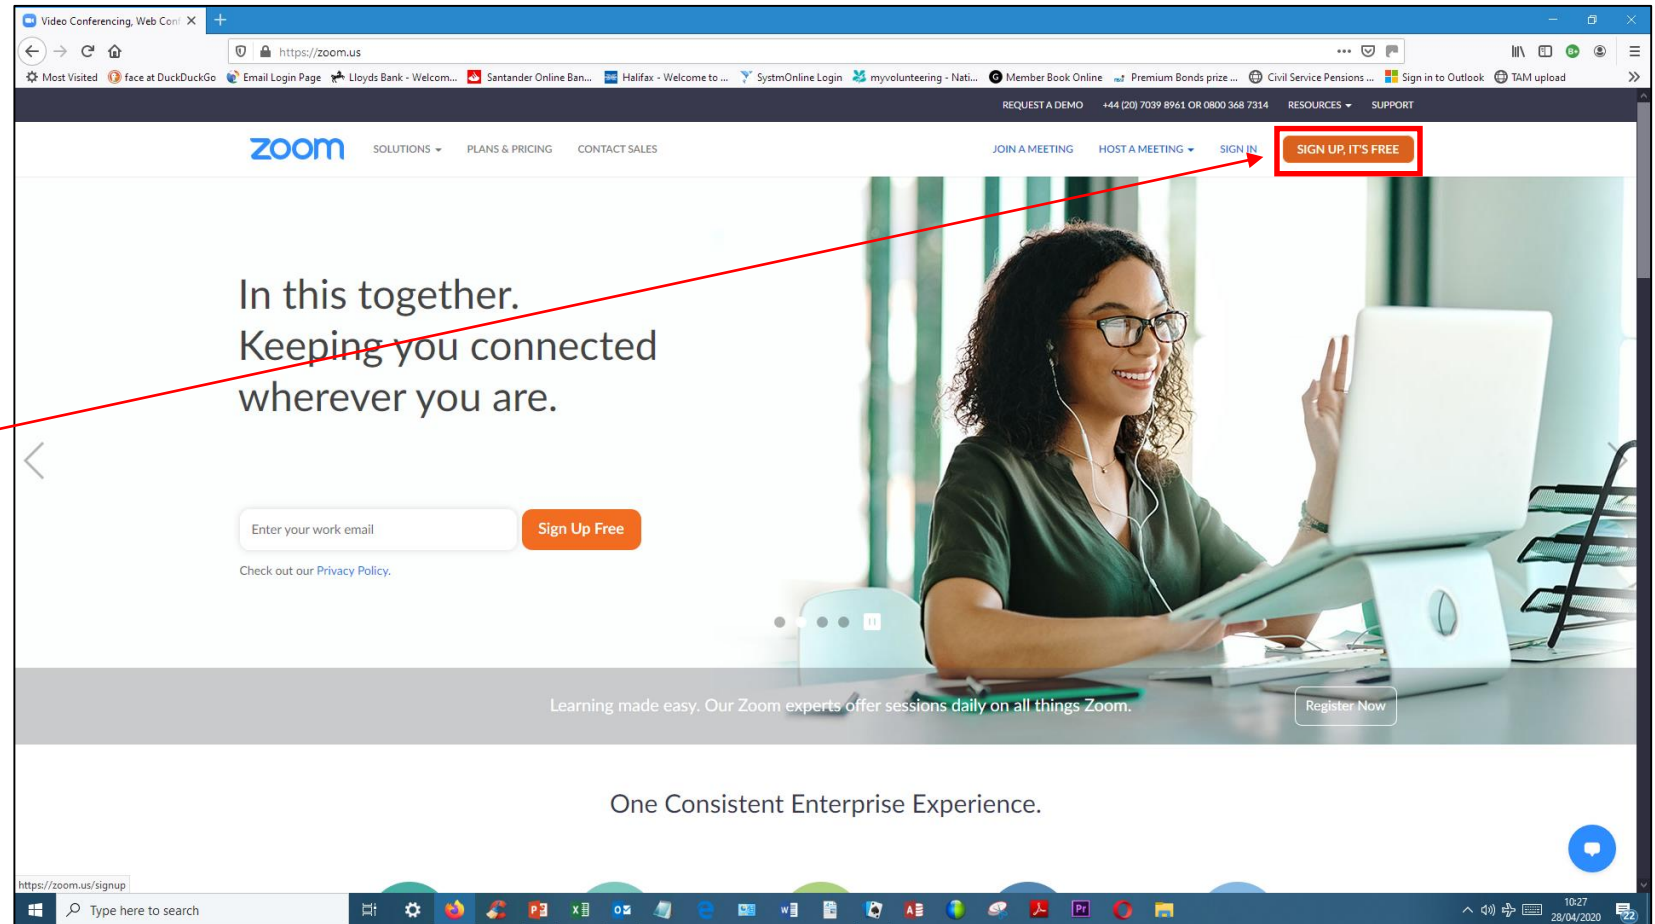 Video Conferencing, Web Conf
https://zoom.us
Most Visited face at DuckDuckGo Email Login Page Lloyds Bank - Welcom... Santander Online Ban... Halifax - Welcome to ... SystmOnline Login myvolunteering - Nati... Member Book Online Premium Bonds prize ... Civil Service Pensions ... Sign in to Outlook TAM upload
REQUEST A DEMO +44 (20) 7039 8961 OR 0800 368 7314 RESOURCES SUPPORT
zoom SOLUTIONS PLANS & PRICING CONTACT SALES JOIN A MEETING HOST A MEETING SIGN IN SIGN UP, IT'S FREE
In this together.
Keeping you connected
wherever you are.
Enter your work email Sign Up Free
Check out our Privacy Policy.
Learning made easy. Our Zoom experts offer sessions daily on all things Zoom. Register Now
One Consistent Enterprise Experience.
https://zoom.us/signup
Type here to search
10:27
28/04/2020
22